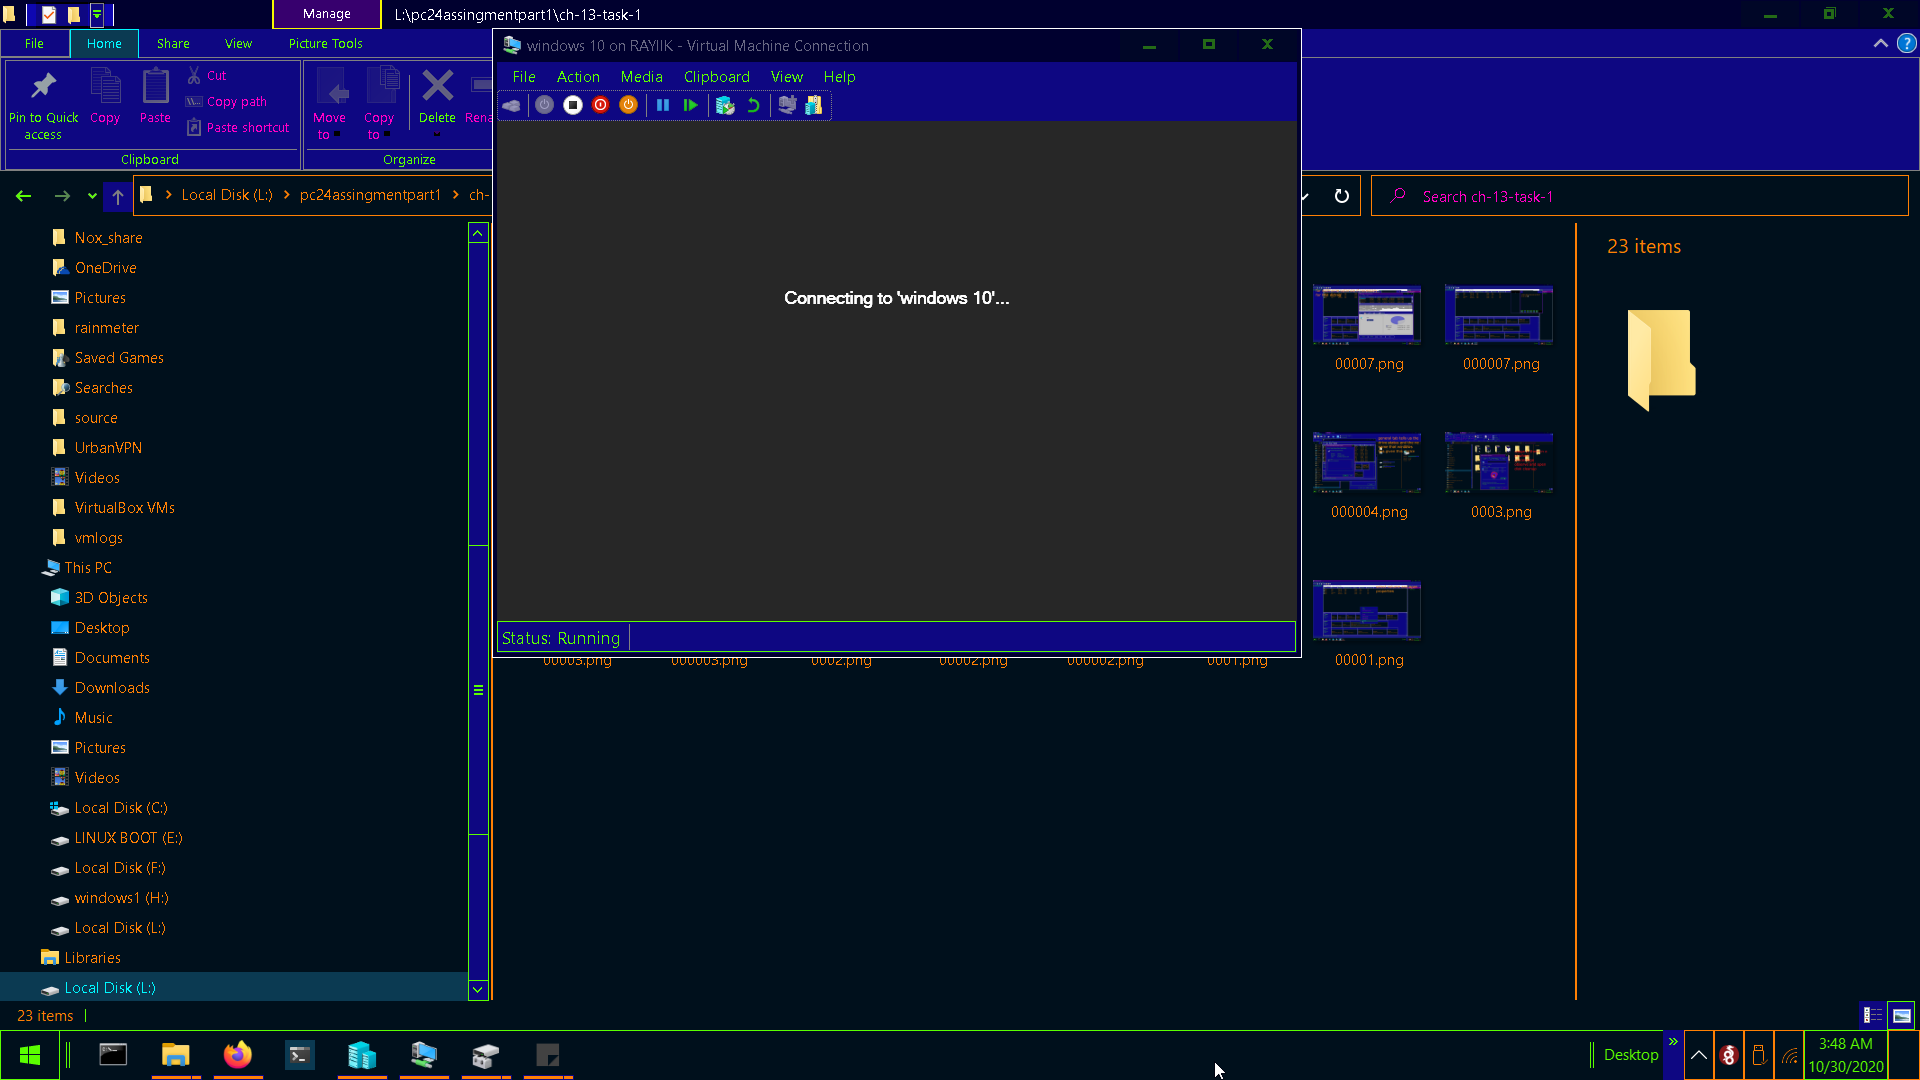 Manage
L:\pc24assingmentpart1\ch-13-task-1
File Home Share View Picture Tools
Pin to Quick access
Copy
Paste
Cut
Copy path
Paste shortcut
Clipboard
Move to
Copy to
Delete
Organize
windows 10 on RAYIIK - Virtual Machine Connection
File Action Media Clipboard View Help
Connecting to 'windows 10'...
Status: Running
Local Disk (L:) pc24assingmentpart1 ch-
Search ch-13-task-1
Nox_share
OneDrive
Pictures
rainmeter
Saved Games
Searches
source
UrbanVPN
Videos
VirtualBox VMs
vmlogs
This PC
3D Objects
Desktop
Documents
Downloads
Music
Pictures
Videos
Local Disk (C:)
LINUX BOOT (E:)
Local Disk (F:)
windows1 (H:)
Local Disk (L:)
Libraries
Local Disk (L:)
00007.png 000007.png
000004.png 0003.png
00003.png 000003.png 0002.png 00002.png 000002.png 0001.png 00001.png
23 items
23 items
Desktop
3:48 AM
10/30/2020